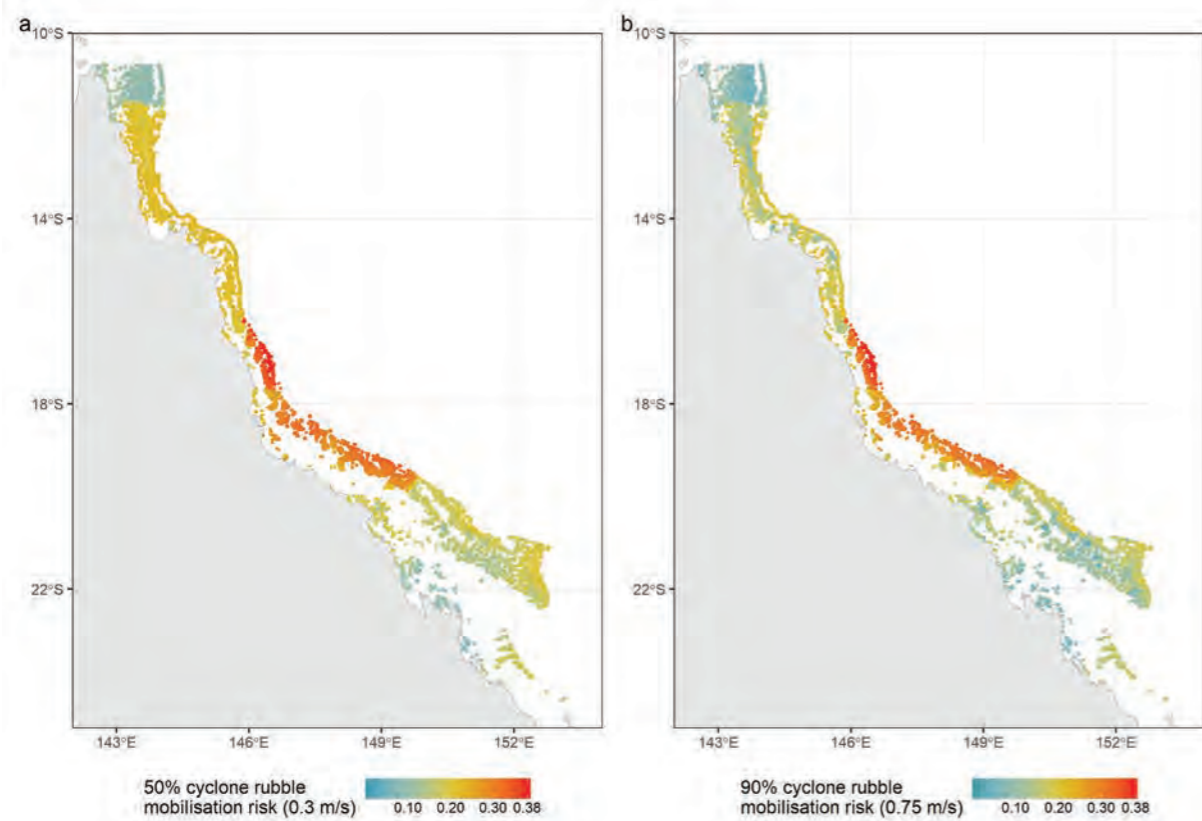 a
10°S
14°S
18°S
22°S
143°E 146°E 149°E 152°E
50% cyclone rubble
mobilisation risk (0.3 m/s)
0.10 0.20 0.30 0.38
b
10°S
14°S
18°S
22°S
143°E 146°E 149°E 152°E
90% cyclone rubble
mobilisation risk (0.75 m/s)
0.10 0.20 0.30 0.38